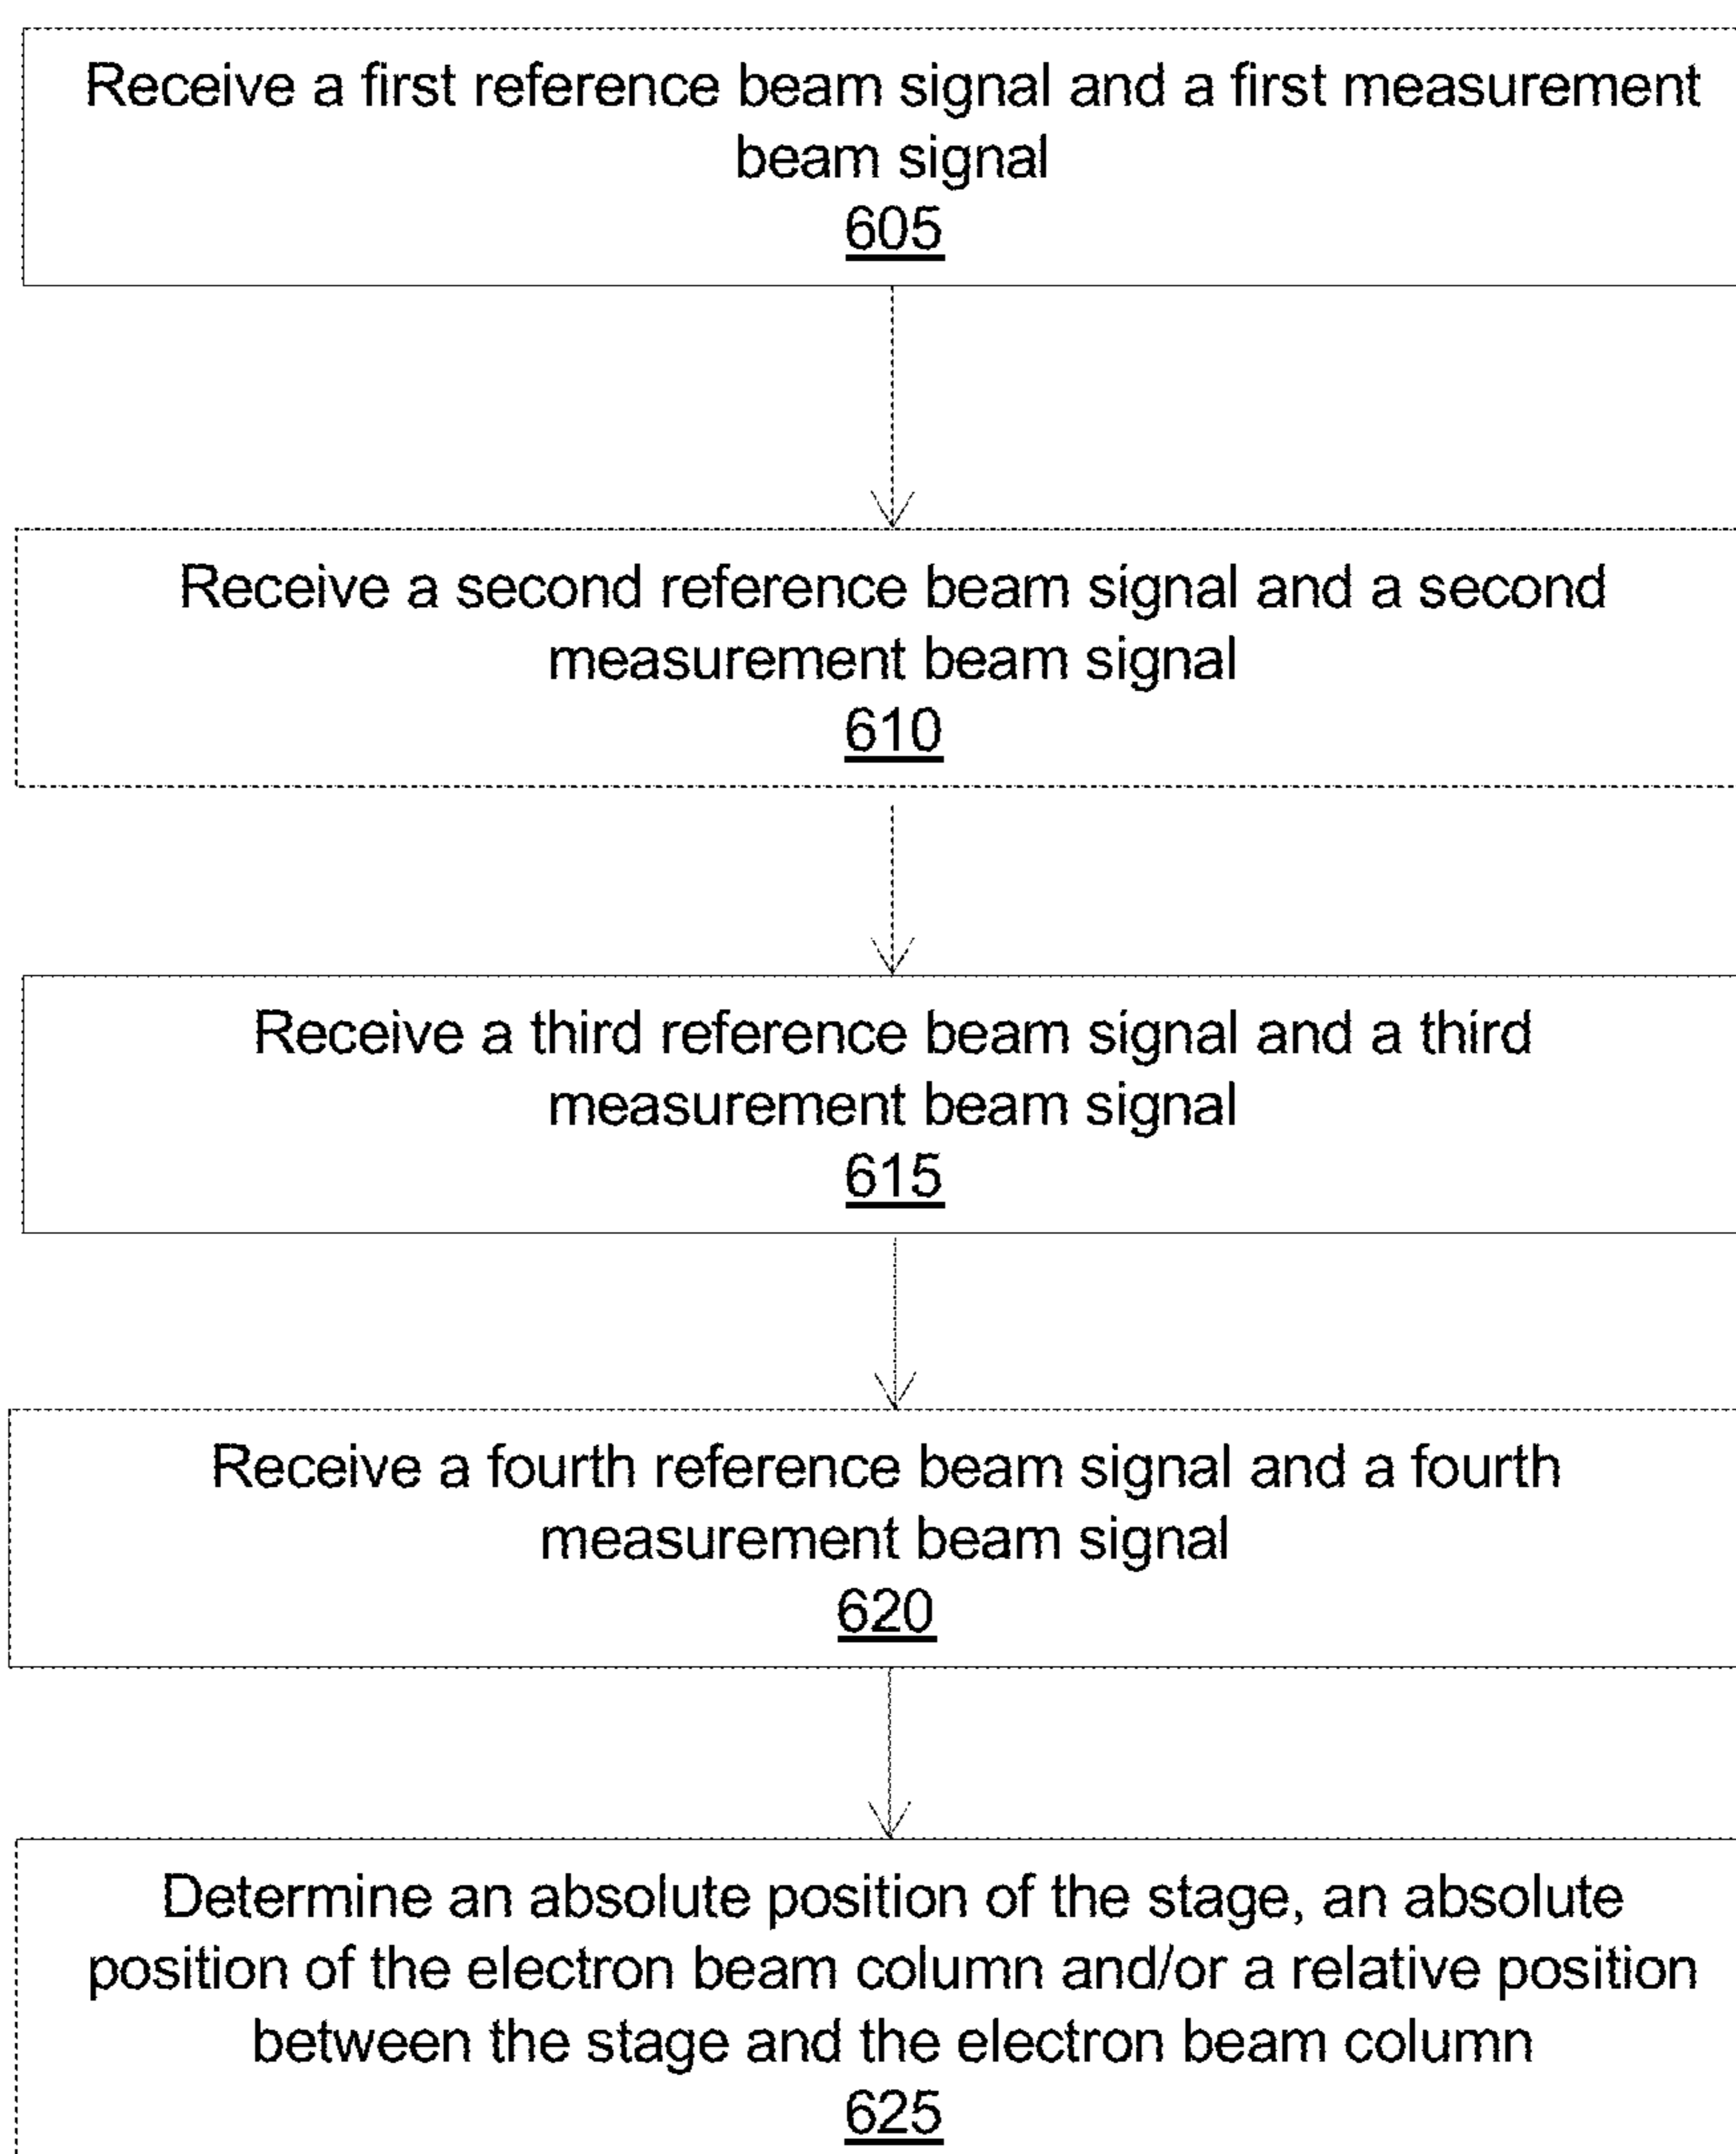 Receive a first reference beam signal and a first measurement
beam signal
605
Receive a second reference beam signal and a second
measurement beam signal
610
Receive a third reference beam signal and a third
measurement beam signal
615
Receive a fourth reference beam signal and a fourth
measurement beam signal
620
Determine an absolute position of the stage, an absolute
position of the electron beam column and/or a relative position
between the stage and the electron beam column
625